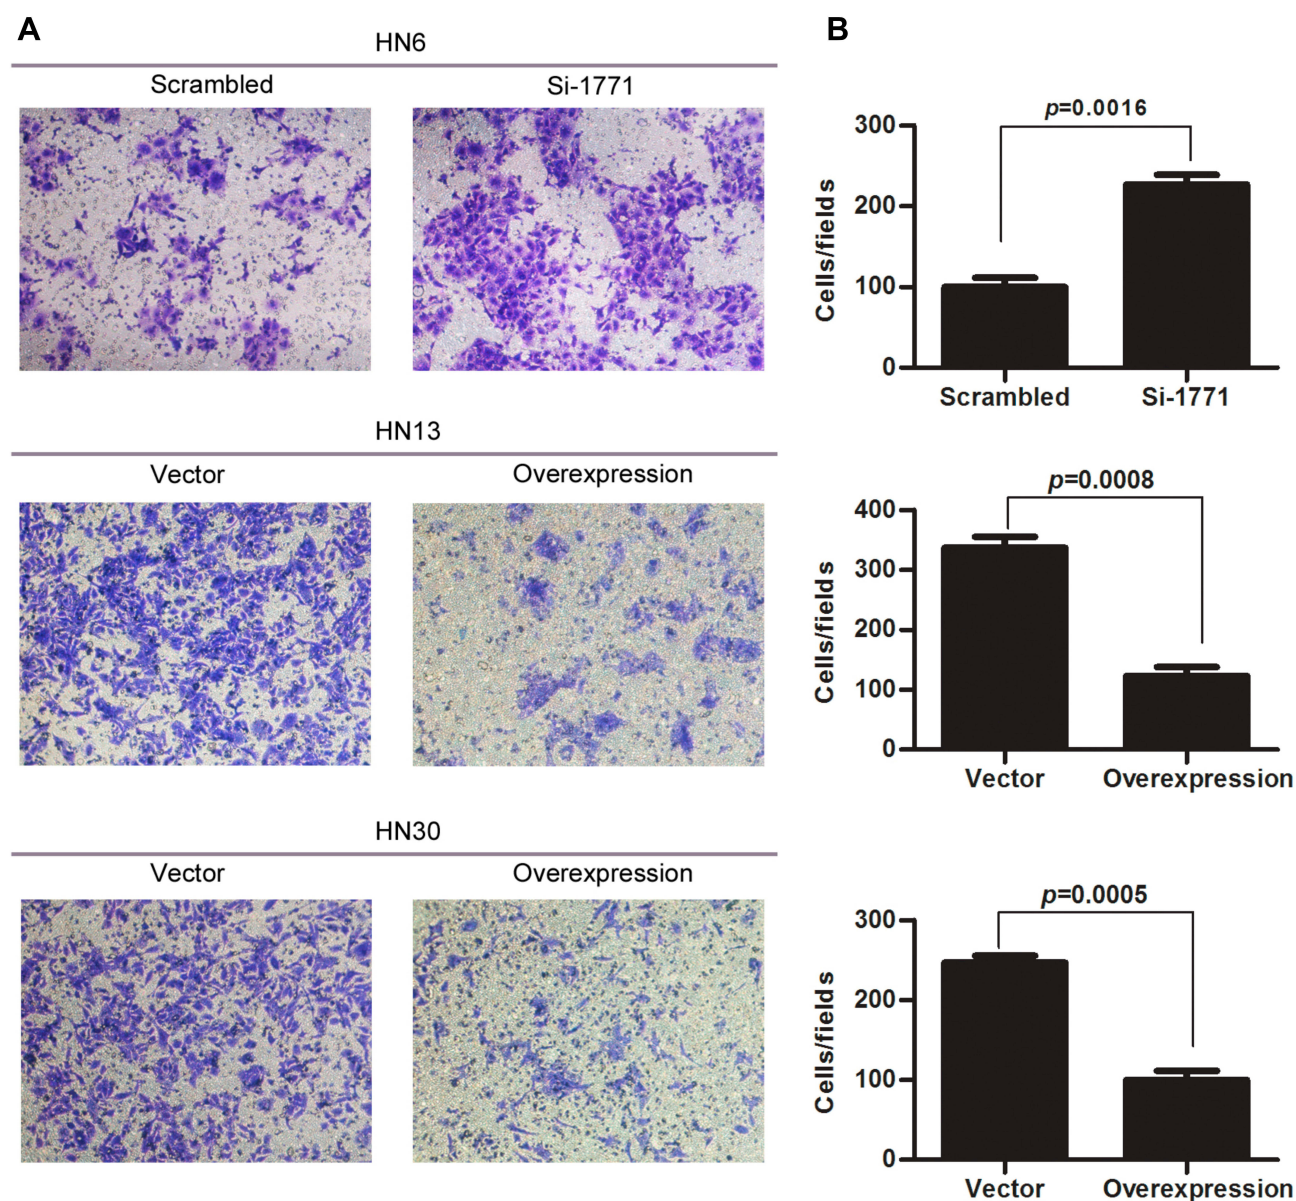 A
HN6
Scrambled Si-1771
HN13
Vector Overexpression
HN30
Vector Overexpression
B
p=0.0016
Cells/fields
300
200
100
0
Scrambled Si-1771
p=0.0008
Cells/fields
400
300
200
100
0
Vector Overexpression
p=0.0005
Cells/fields
300
200
100
0
Vector Overexpression